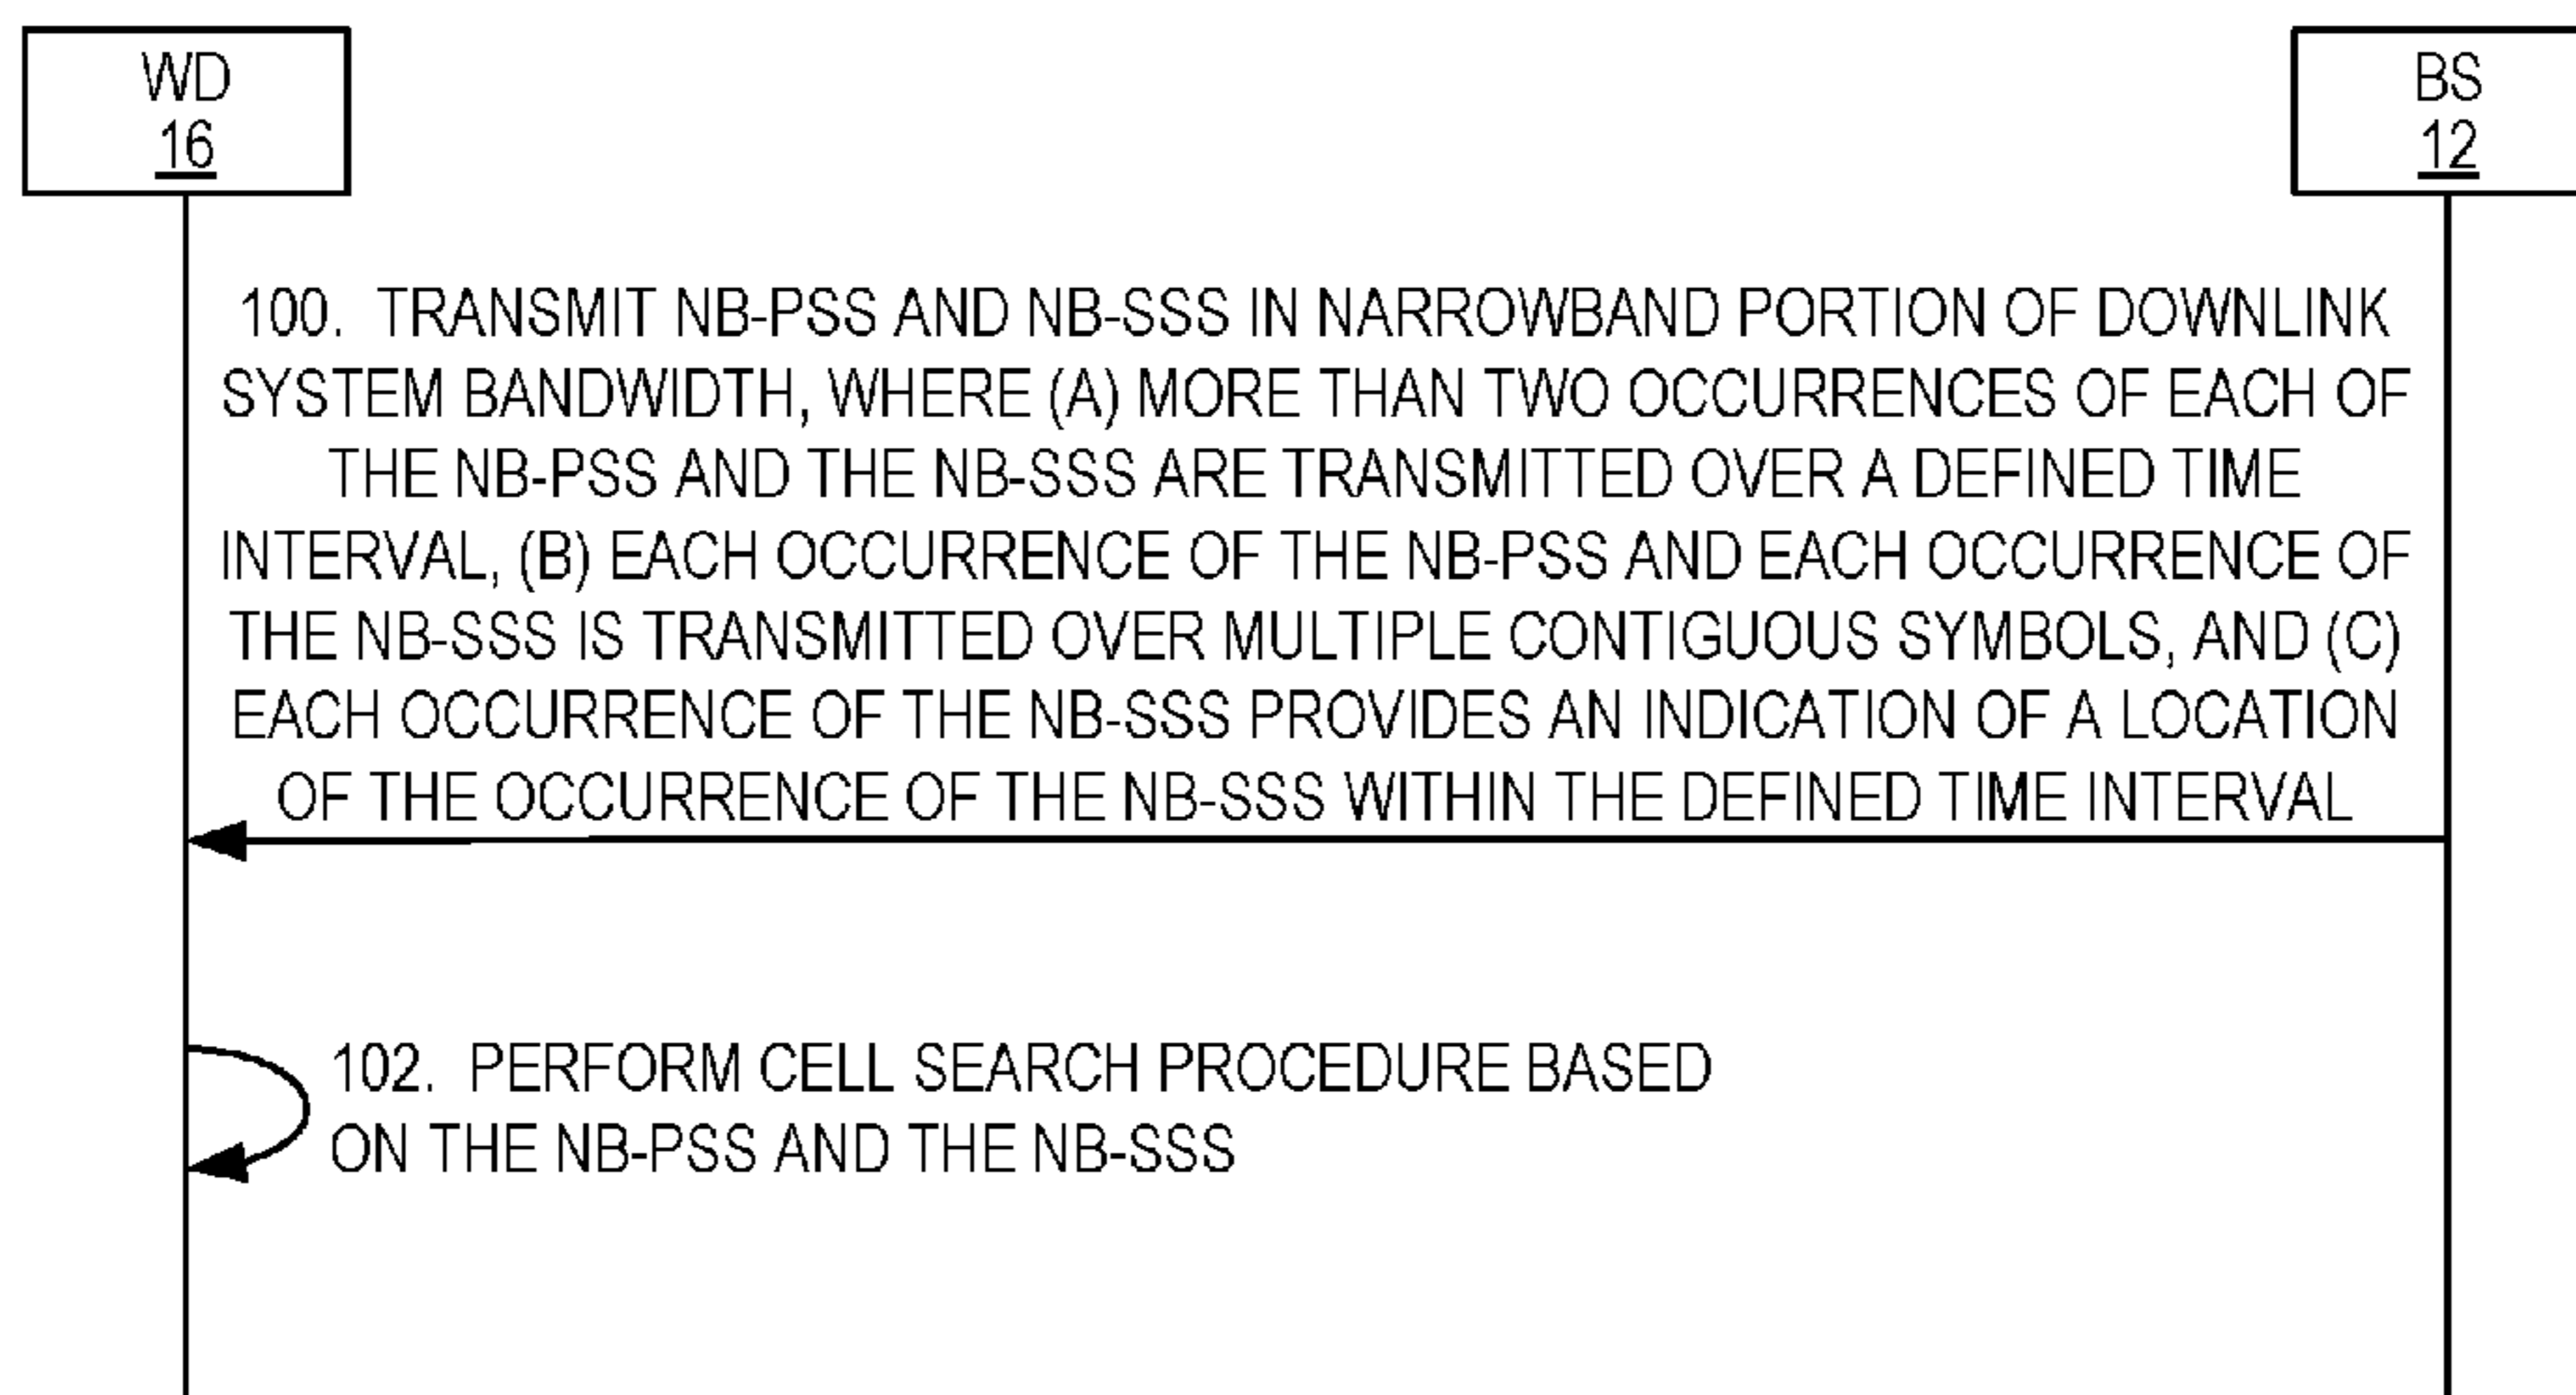 WD
16
BS
12
100. TRANSMIT NB-PSS AND NB-SSS IN NARROWBAND PORTION OF DOWNLINK
SYSTEM BANDWIDTH, WHERE (A) MORE THAN TWO OCCURRENCES OF EACH OF
THE NB-PSS AND THE NB-SSS ARE TRANSMITTED OVER A DEFINED TIME
INTERVAL, (B) EACH OCCURRENCE OF THE NB-PSS AND EACH OCCURRENCE OF
THE NB-SSS IS TRANSMITTED OVER MULTIPLE CONTIGUOUS SYMBOLS, AND (C)
EACH OCCURRENCE OF THE NB-SSS PROVIDES AN INDICATION OF A LOCATION
OF THE OCCURRENCE OF THE NB-SSS WITHIN THE DEFINED TIME INTERVAL
102. PERFORM CELL SEARCH PROCEDURE BASED
ON THE NB-PSS AND THE NB-SSS